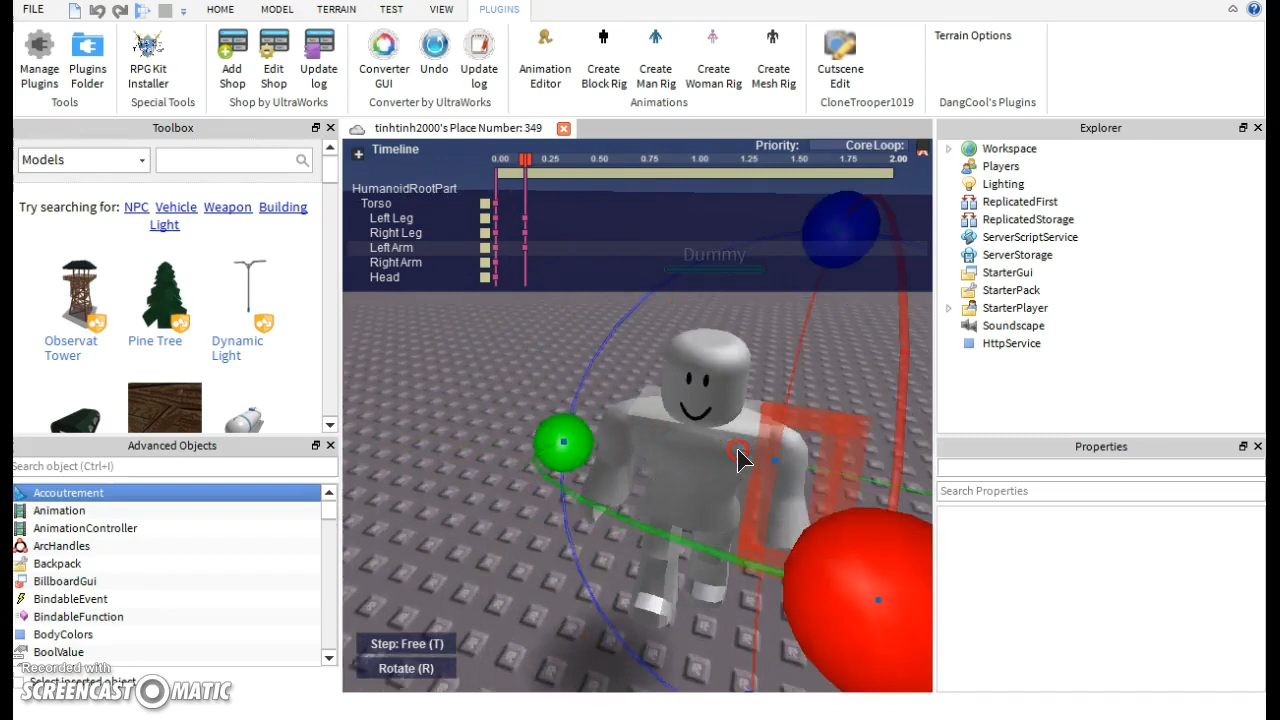 FILE HOME MODEL TERRAIN TEST VIEW PLUGINS
Manage Plugins Plugins Folder RPG Kit Installer Add Shop Edit Shop Update log Converter GUI Undo Update log Animation Editor Create Block Rig Create Man Rig Create Woman Rig Create Mesh Rig Cutscene Edit Terrain Options
Tools Special Tools Shop by UltraWorks Converter by UltraWorks Animations CloneTrooper1019 DangCool's Plugins
Toolbox
Models
Try searching for: NPC Vehicle Weapon Building
Light
Observat
Tower
Pine Tree
Dynamic
Light
Advanced Objects
Search object (Ctrl+I)
Accoutrement
Animation
AnimationController
ArcHandles
Backpack
BillboardGui
BindableEvent
BindableFunction
BodyColors
BoolValue
Select inserted object
Recorded with
SCREENCAST MATIC
tinhtinh2000's Place Number: 349
Timeline Priority: Core Loop:
0.00 0.25 0.50 0.75 1.00 1.25 1.50 1.75 2.00
HumanoidRootPart
Torso
Left Leg
Right Leg
Left Arm
Right Arm
Head
Dummy
Step: Free (T)
Rotate (R)
Explorer
Workspace
Players
Lighting
ReplicatedFirst
ReplicatedStorage
ServerScriptService
ServerStorage
StarterGui
StarterPack
StarterPlayer
Soundscape
HttpService
Properties
Search Properties